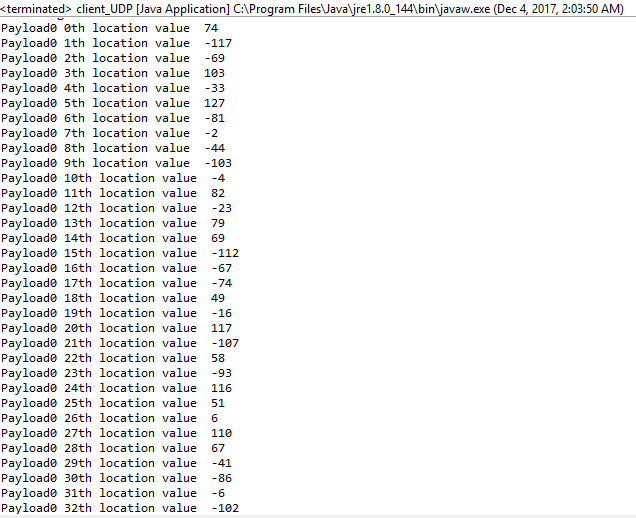 <terminated> client_UDP [Java Application] C:\Program Files\Java\jre1.8.0_144\bin\javaw.exe (Dec 4, 2017, 2:03:50 AM)
Payload0 0th location value  74
Payload0 1th location value  -117
Payload0 2th location value  -69
Payload0 3th location value  103
Payload0 4th location value  -33
Payload0 5th location value  127
Payload0 6th location value  -81
Payload0 7th location value  -2
Payload0 8th location value  -44
Payload0 9th location value  -103
Payload0 10th location value  -4
Payload0 11th location value  82
Payload0 12th location value  -23
Payload0 13th location value  79
Payload0 14th location value  69
Payload0 15th location value  -112
Payload0 16th location value  -67
Payload0 17th location value  -74
Payload0 18th location value  49
Payload0 19th location value  -16
Payload0 20th location value  117
Payload0 21th location value  -107
Payload0 22th location value  58
Payload0 23th location value  -93
Payload0 24th location value  116
Payload0 25th location value  51
Payload0 26th location value  6
Payload0 27th location value  110
Payload0 28th location value  67
Payload0 29th location value  -41
Payload0 30th location value  -86
Payload0 31th location value  -6
Payload0 32th location value  -102